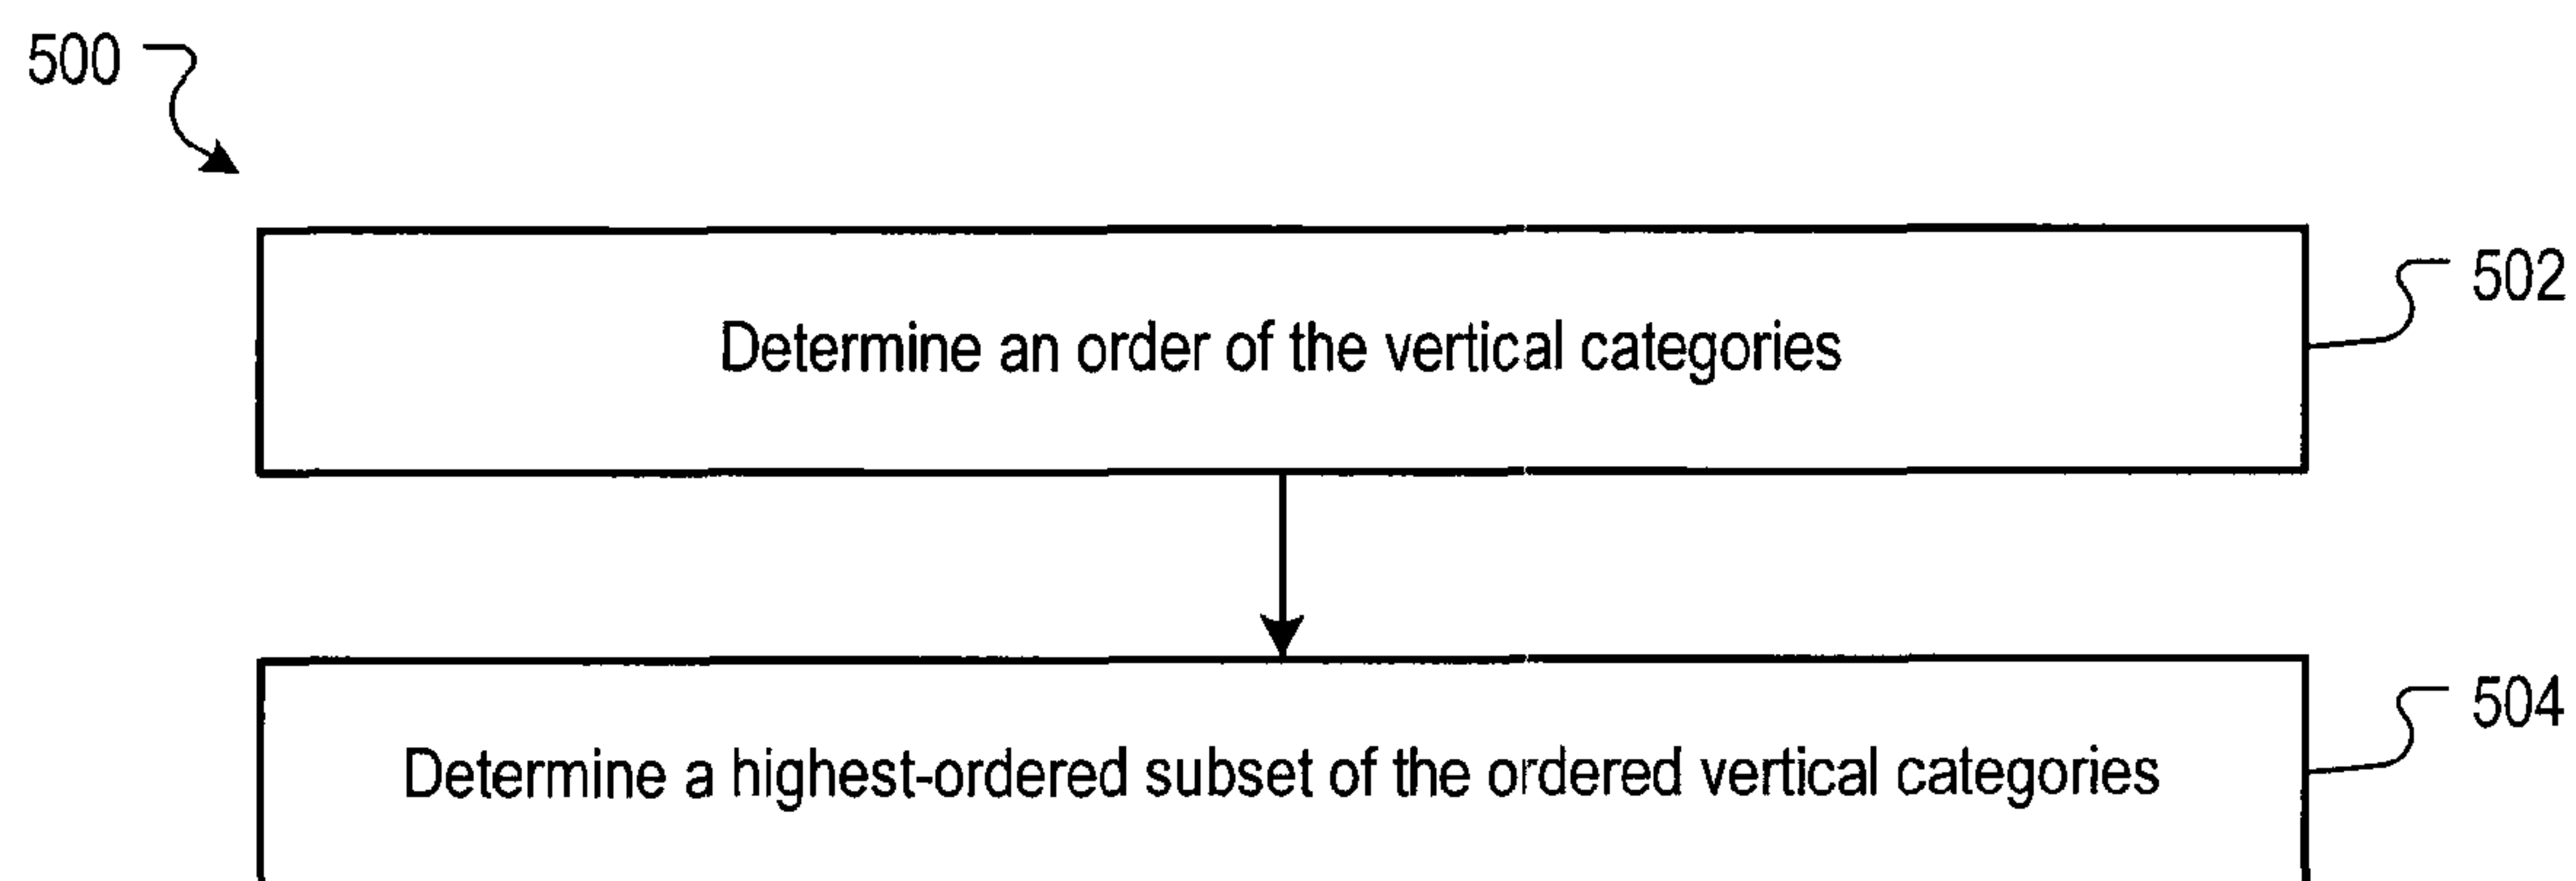 500
502
Determine an order of the vertical categories
504
Determine a highest-ordered subset of the ordered vertical categories